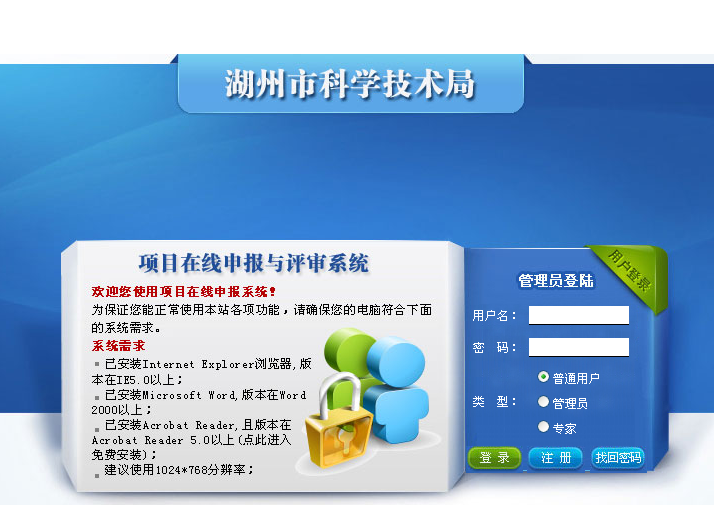 湖州市科学技术局
项目在线申报与评审系统
欢迎您使用项目在线申报系统!
为保证您能正常使用本站各项功能，请确保您的电脑符合下面
的系统需求。
系统需求
已安装Internet Explorer浏览器,版
本在IE5.0以上；
已安装Microsoft Word,版本在Word
2000以上；
已安装Acrobat Reader,且版本在
Acrobat Reader 5.0以上(点此进入
免费安装)；
建议使用1024*768分辨率；
用户登录
管理员登陆
用户名：
密 码：
类 型：
普通用户
管理员
专家
登 录 注 册 找回密码